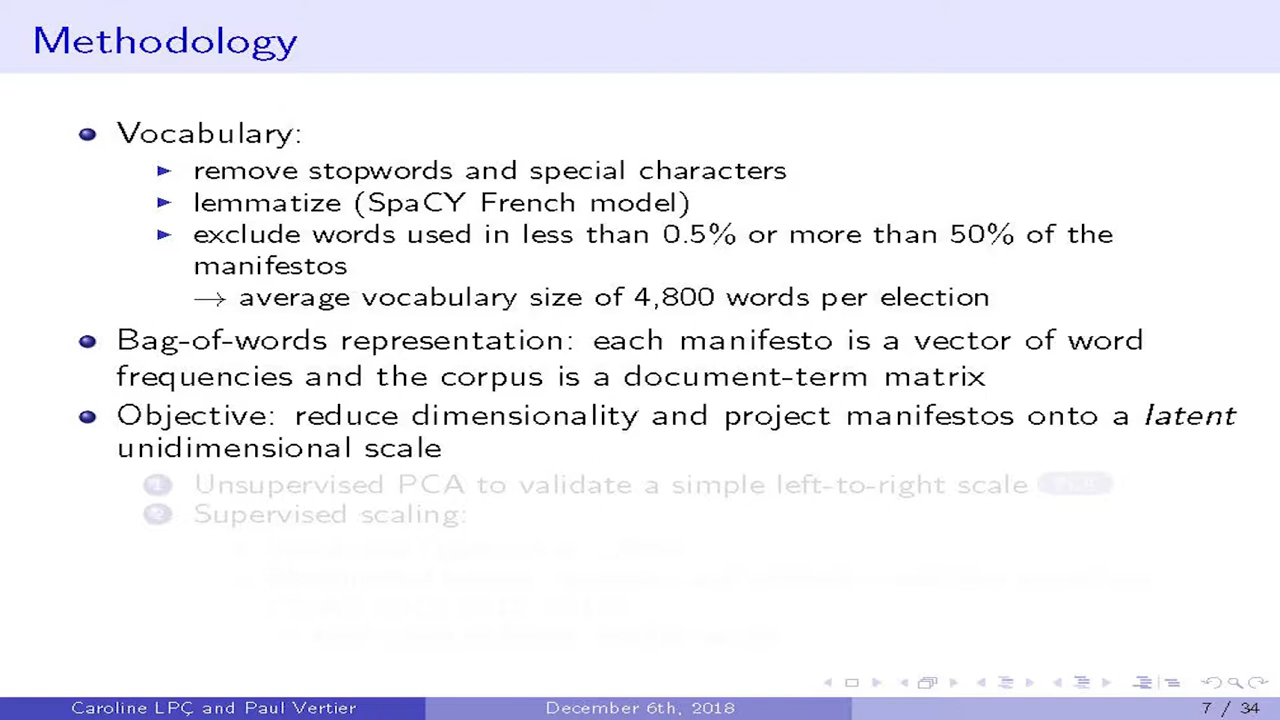 Methodology
Vocabulary:
remove stopwords and special characters
lemmatize (SpaCY French model)
exclude words used in less than 0.5% or more than 50% of the
manifestos
→ average vocabulary size of 4,800 words per election
Bag-of-words representation: each manifesto is a vector of word
frequencies and the corpus is a document-term matrix
Objective: reduce dimensionality and project manifestos onto a latent
unidimensional scale
1 Unsupervised PCA to validate a simple left-to-right scale
2 Supervised scaling:
Caroline LPÇ and Paul Vertier December 6th, 2018 7 / 34